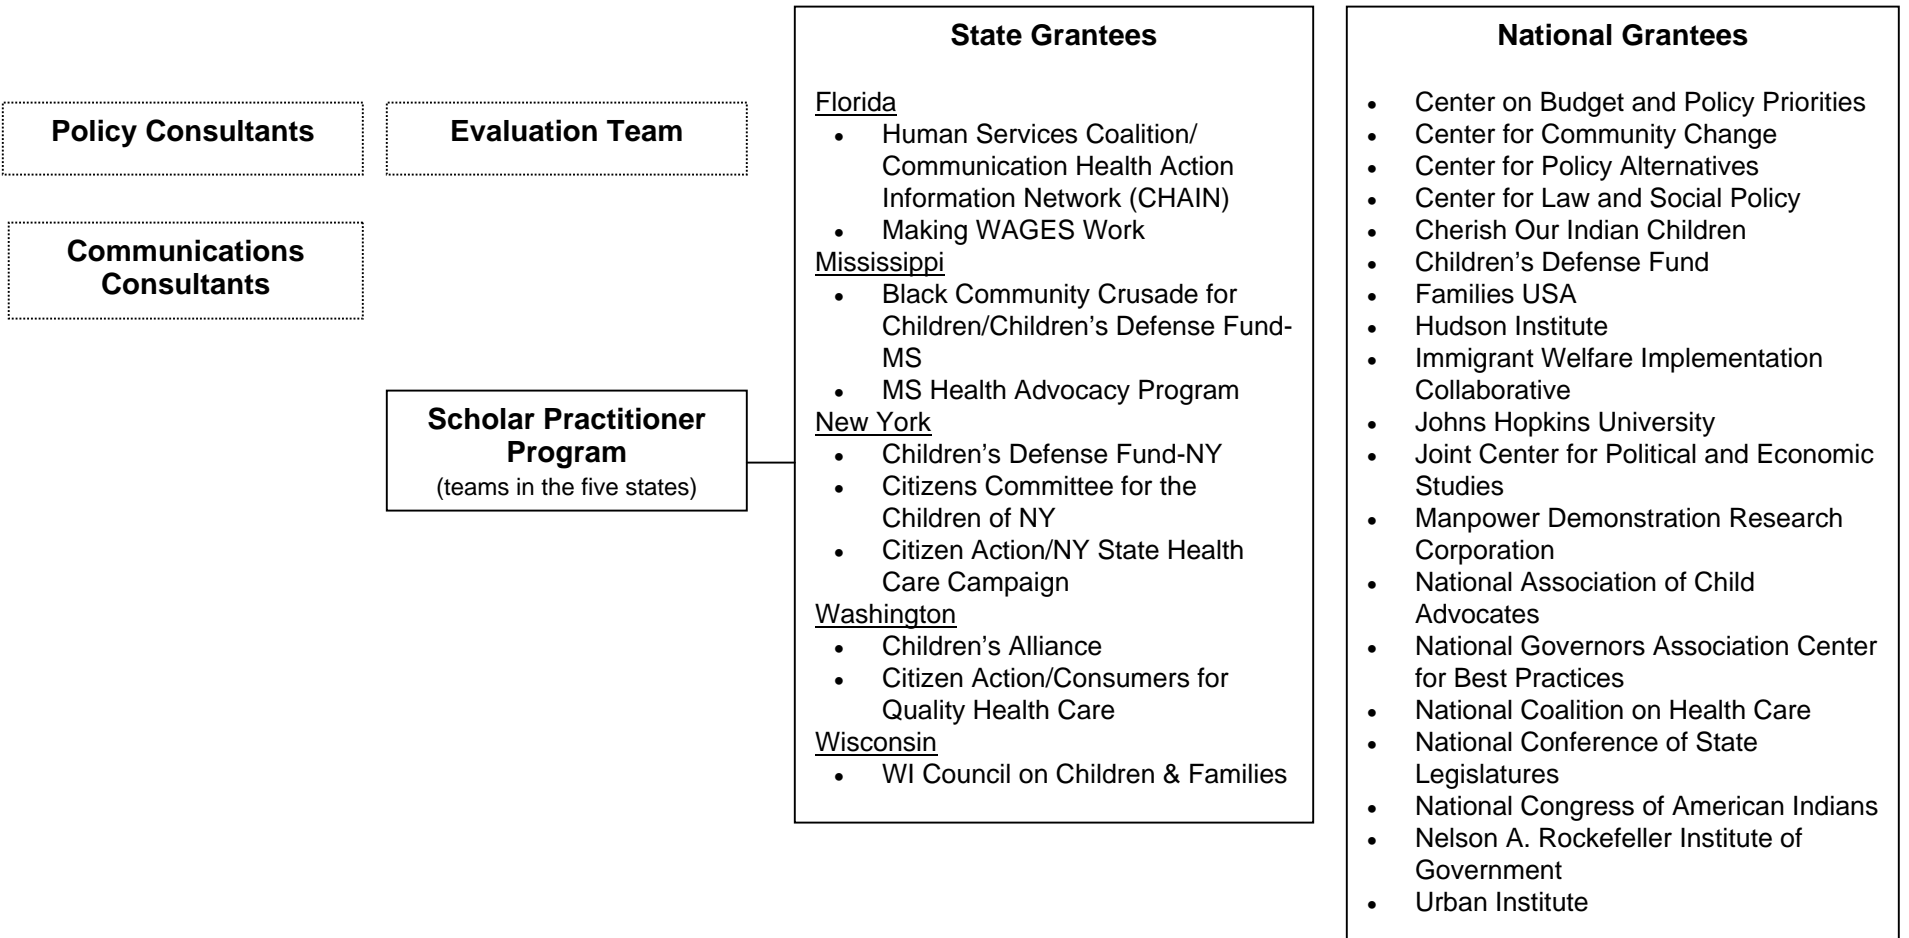 Policy Consultants
Evaluation Team
Communications
Consultants
Scholar Practitioner
Program
(teams in the five states)
State Grantees
Florida
• Human Services Coalition/
Communication Health Action
Information Network (CHAIN)
• Making WAGES Work
Mississippi
• Black Community Crusade for
Children/Children’s Defense Fund-
MS
• MS Health Advocacy Program
New York
• Children’s Defense Fund-NY
• Citizens Committee for the
Children of NY
• Citizen Action/NY State Health
Care Campaign
Washington
• Children’s Alliance
• Citizen Action/Consumers for
Quality Health Care
Wisconsin
• WI Council on Children & Families
National Grantees
• Center on Budget and Policy Priorities
• Center for Community Change
• Center for Policy Alternatives
• Center for Law and Social Policy
• Cherish Our Indian Children
• Children’s Defense Fund
• Families USA
• Hudson Institute
• Immigrant Welfare Implementation
Collaborative
• Johns Hopkins University
• Joint Center for Political and Economic
Studies
• Manpower Demonstration Research
Corporation
• National Association of Child
Advocates
• National Governors Association Center
for Best Practices
• National Coalition on Health Care
• National Conference of State
Legislatures
• National Congress of American Indians
• Nelson A. Rockefeller Institute of
Government
• Urban Institute